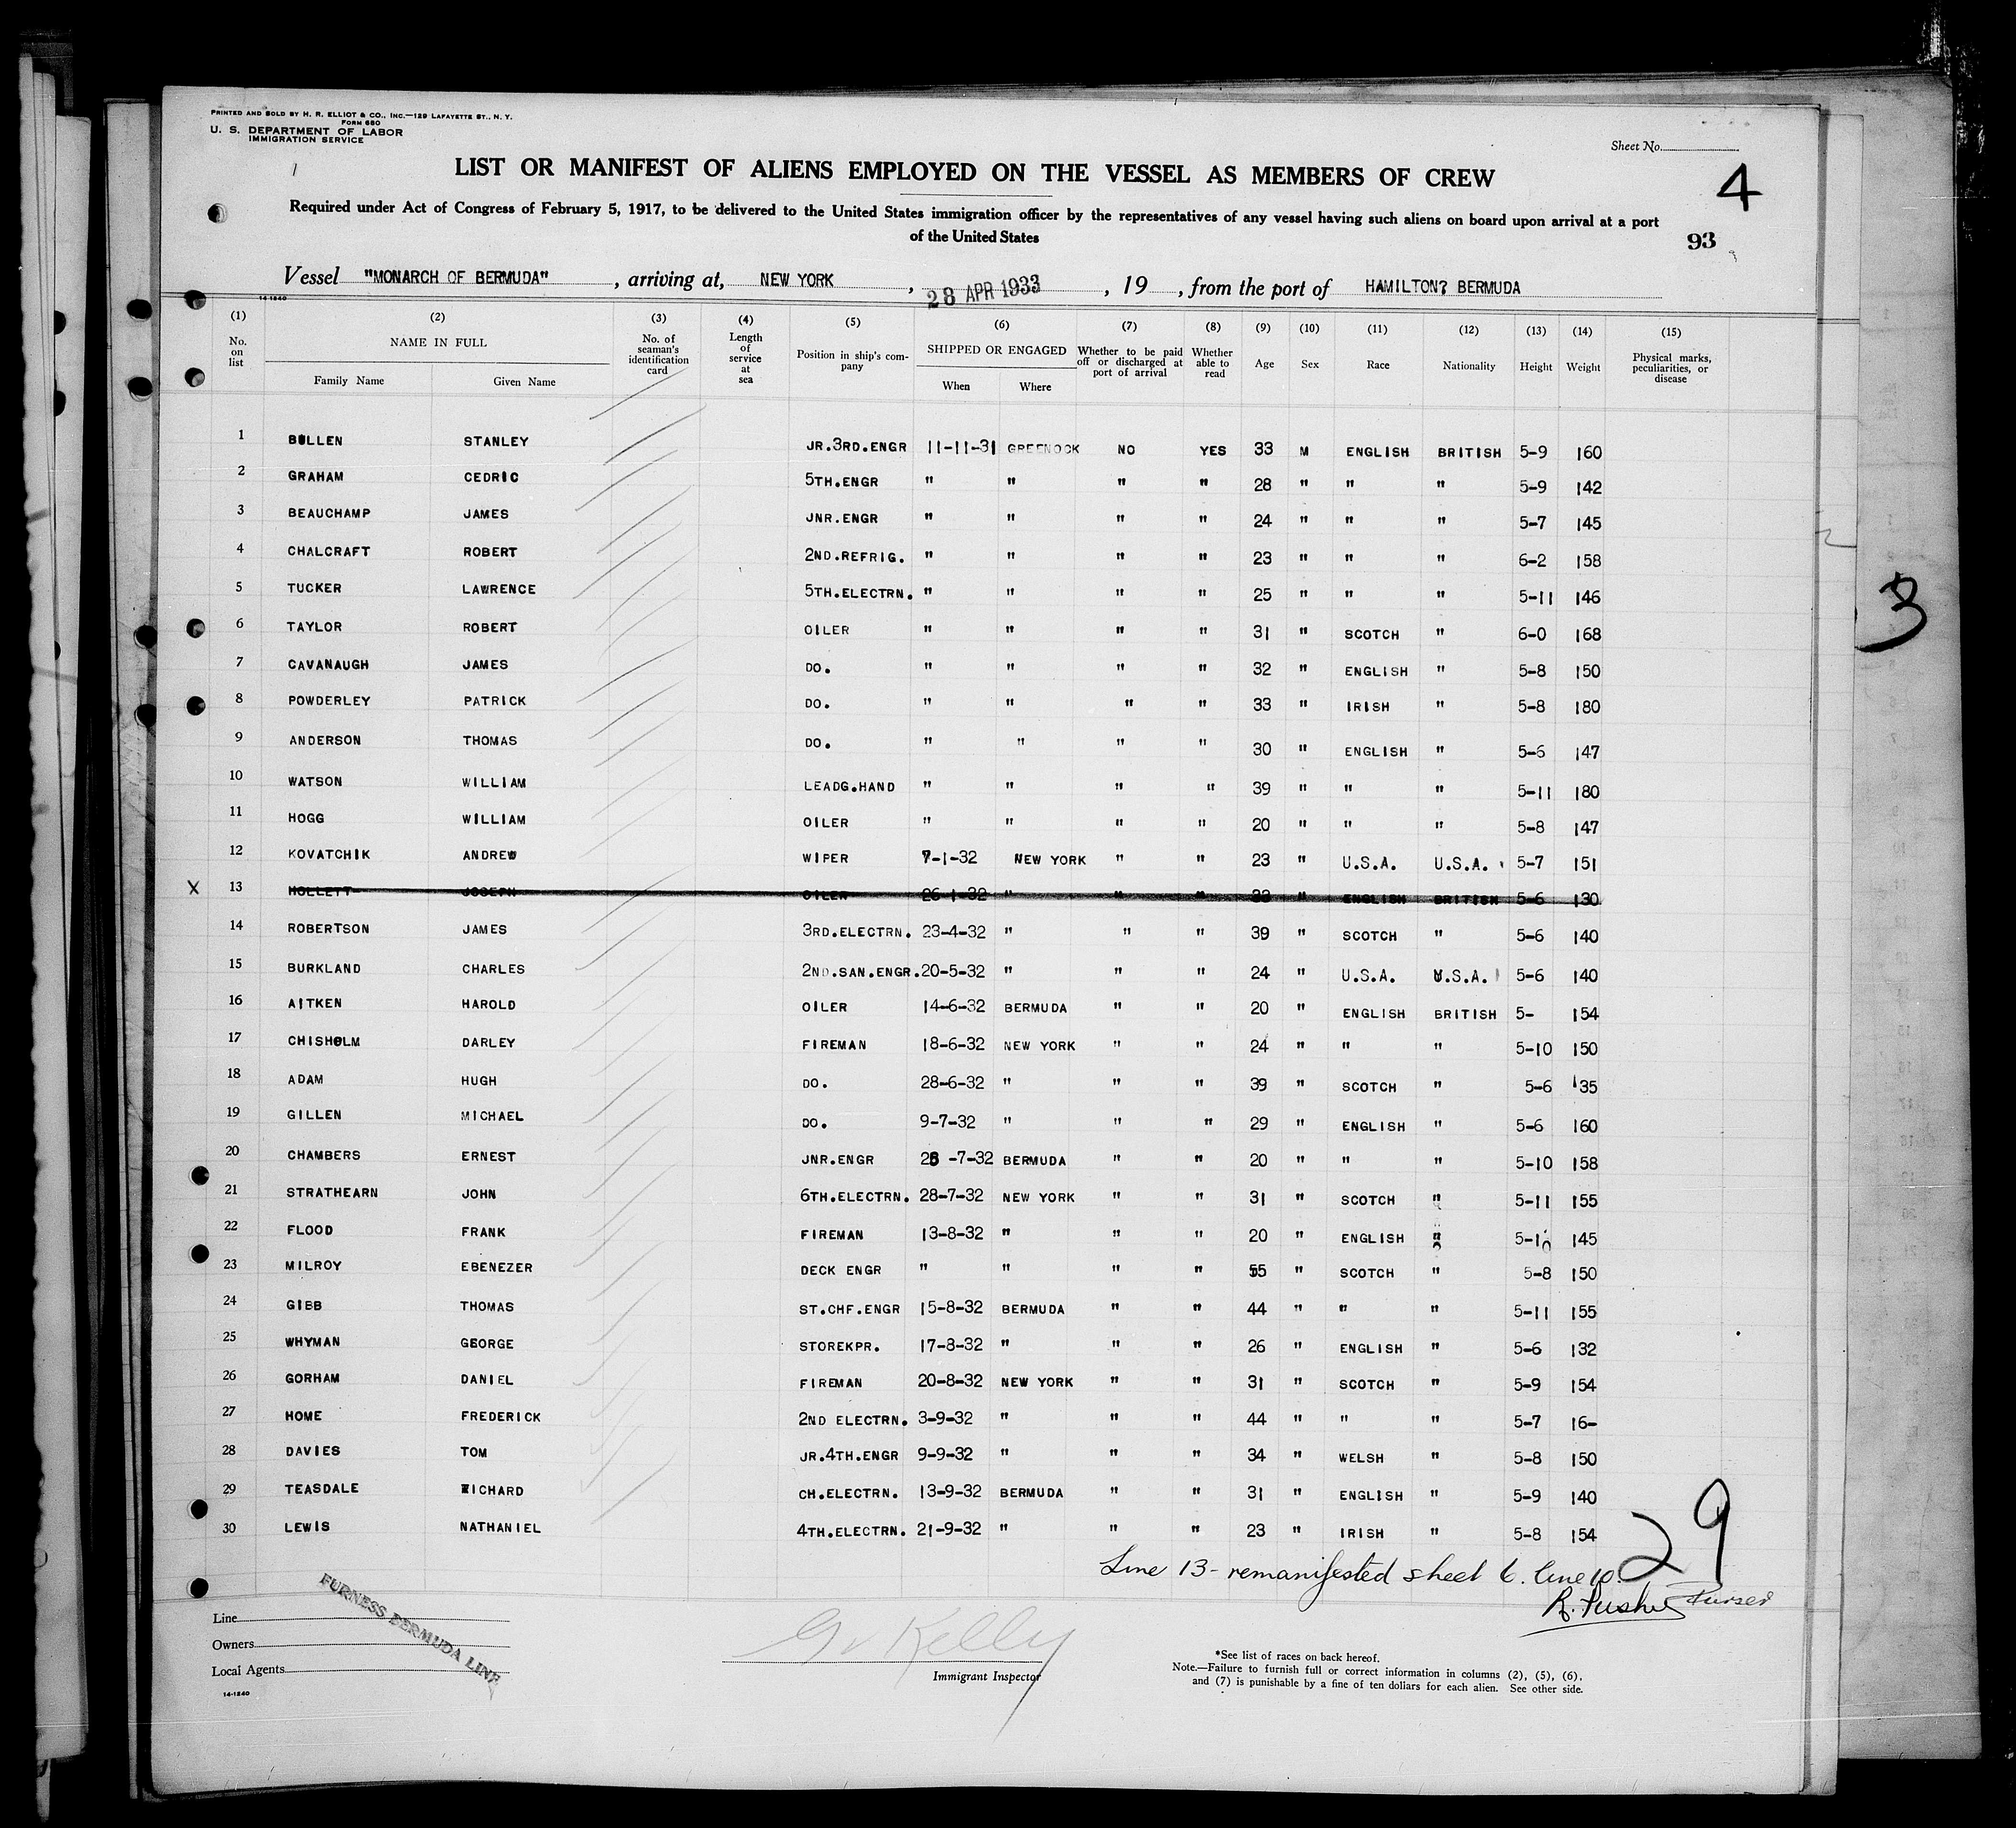 PRINTED AND SOLD BY H. R. ELLIOT & CO., INC.—129 LAFAYETTE ST., N. Y.
FORM 680
U. S. DEPARTMENT OF LABOR
IMMIGRATION SERVICE
Sheet No.
LIST OR MANIFEST OF ALIENS EMPLOYED ON THE VESSEL AS MEMBERS OF CREW
4
Required under Act of Congress of February 5, 1917, to be delivered to the United States immigration officer by the representatives of any vessel having such aliens on board upon arrival at a port
of the United States
93
Vessel "MONARCH OF BERMUDA" , arriving at, NEW YORK , 28 APR 1933 , 19 , from the port of HAMILTON? BERMUDA
14-1240
(1) No. on list (2) NAME IN FULL Family Name Given Name (3) No. of seaman's identification card (4) Length of service at sea (5) Position in ship's company (6) SHIPPED OR ENGAGED When Where (7) Whether to be paid off or discharged at port of arrival (8) Whether able to read (9) Age (10) Sex (11) Race (12) Nationality (13) Height (14) Weight (15) Physical marks, peculiarities, or disease
1 BULLEN STANLEY JR.3RD.ENGR 11-11-31 GREENOCK NO YES 33 M ENGLISH BRITISH 5-9 160
2 GRAHAM CEDRIC 5TH.ENGR " " " " 28 " " " 5-9 142
3 BEAUCHAMP JAMES JNR.ENGR " " " " 24 " " " 5-7 145
4 CHALCRAFT ROBERT 2ND.REFRIG. " " " " 23 " " " 6-2 158
5 TUCKER LAWRENCE 5TH.ELECTRN. " " " " 25 " " " 5-11 146
6 TAYLOR ROBERT OILER " " " " 31 " SCOTCH " 6-0 168
7 CAVANAUGH JAMES DO. " " " " 32 " ENGLISH " 5-8 150
8 POWDERLEY PATRICK DO. " " " " 33 " IRISH " 5-8 180
9 ANDERSON THOMAS DO. " " " " 30 " ENGLISH " 5-6 147
10 WATSON WILLIAM LEADG.HAND " " " " 39 " " " 5-11 180
11 HOGG WILLIAM OILER " " " " 20 " " " 5-8 147
12 KOVATCHIK ANDREW WIPER 7-1-32 NEW YORK " " 23 " U.S.A. U.S.A. 5-7 151
X 13 HOLLETT JOSEPH OILER 26-1-32 " " " 33 " ENGLISH BRITISH 5-6 130
14 ROBERTSON JAMES 3RD.ELECTRN. 23-4-32 " " " 39 " SCOTCH " 5-6 140
15 BURKLAND CHARLES 2ND.SAN.ENGR. 20-5-32 " " " 24 " U.S.A. U.S.A. 5-6 140
16 AITKEN HAROLD OILER 14-6-32 BERMUDA " " 20 " ENGLISH BRITISH 5- 154
17 CHISHOLM DARLEY FIREMAN 18-6-32 NEW YORK " " 24 " " " 5-10 150
18 ADAM HUGH DO. 28-6-32 " " " 39 " SCOTCH " 5-6 135
19 GILLEN MICHAEL DO. 9-7-32 " " " 29 " ENGLISH " 5-6 160
20 CHAMBERS ERNEST JNR.ENGR -7-32 BERMUDA " " 20 " " " 5-10 158
21 STRATHEARN JOHN 6TH.ELECTRN. 28-7-32 NEW YORK " " 31 " SCOTCH " 5-11 155
22 FLOOD FRANK FIREMAN 13-8-32 " " " 20 " ENGLISH " 5-10 145
23 MILROY EBENEZER DECK ENGR " " " " 55 " SCOTCH " 5-8 150
24 GIBB THOMAS ST.CHF.ENGR 15-8-32 BERMUDA " " 44 " " " 5-11 155
25 WHYMAN GEORGE STOREKPR. 17-8-32 " " " 26 " ENGLISH " 5-6 132
26 GORHAM DANIEL FIREMAN 20-8-32 NEW YORK " " 31 " SCOTCH " 5-9 154
27 HOME FREDERICK 2ND ELECTRN. 3-9-32 " " " 44 " " " 5-7 16-
28 DAVIES TOM JR.4TH.ENGR 9-9-32 " " " 34 " WELSH " 5-8 150
29 TEASDALE RICHARD CH.ELECTRN. 13-9-32 BERMUDA " " 31 " ENGLISH " 5-9 140
30 LEWIS NATHANIEL 4TH.ELECTRN. 21-9-32 " " " 23 " IRISH " 5-8 154
Line 13 - remanifested sheet 6. line 10.
29
Purser
Line
Owners
Local Agents
FURNESS BERMUDA LINE
Kelly
Immigrant Inspector
*See list of races on back hereof.
Note.—Failure to furnish full or correct information in columns (2), (5), (6),
and (7) is punishable by a fine of ten dollars for each alien. See other side.
14-1240
3